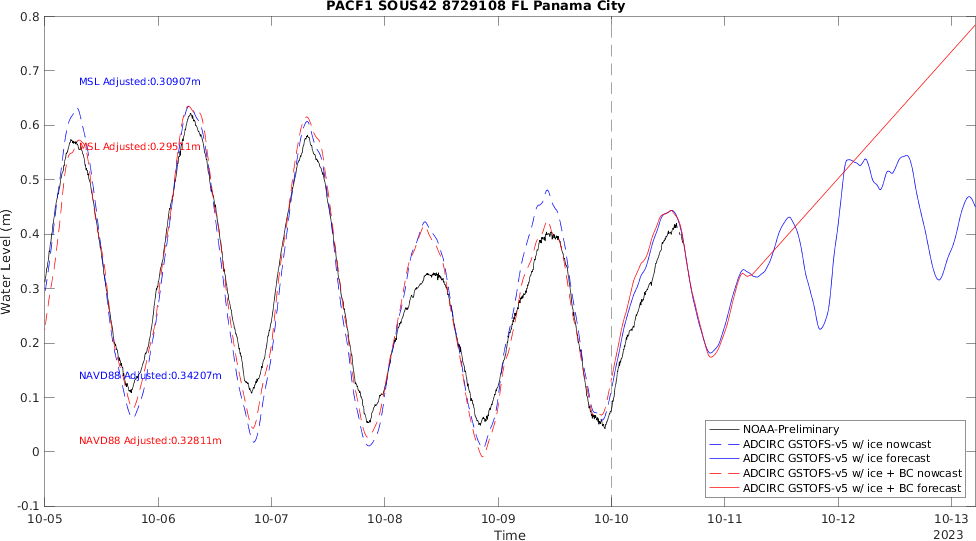 PACF1 SOUS42 8729108 FL Panama City
0.8
0.7
0.6
0.5
0.4
0.3
0.2
0.1
0
-0.1
Water Level (m)
MSL Adjusted:0.30907m
MSL Adjusted:0.29511m
NAVD88 Adjusted:0.34207m
NAVD88 Adjusted:0.32811m
NOAA-Preliminary
ADCIRC GSTOFS-v5 w/ ice nowcast
ADCIRC GSTOFS-v5 w/ ice forecast
ADCIRC GSTOFS-v5 w/ ice + BC nowcast
ADCIRC GSTOFS-v5 w/ ice + BC forecast
10-05 10-06 10-07 10-08 10-09 10-10 10-11 10-12 10-13
Time
2023